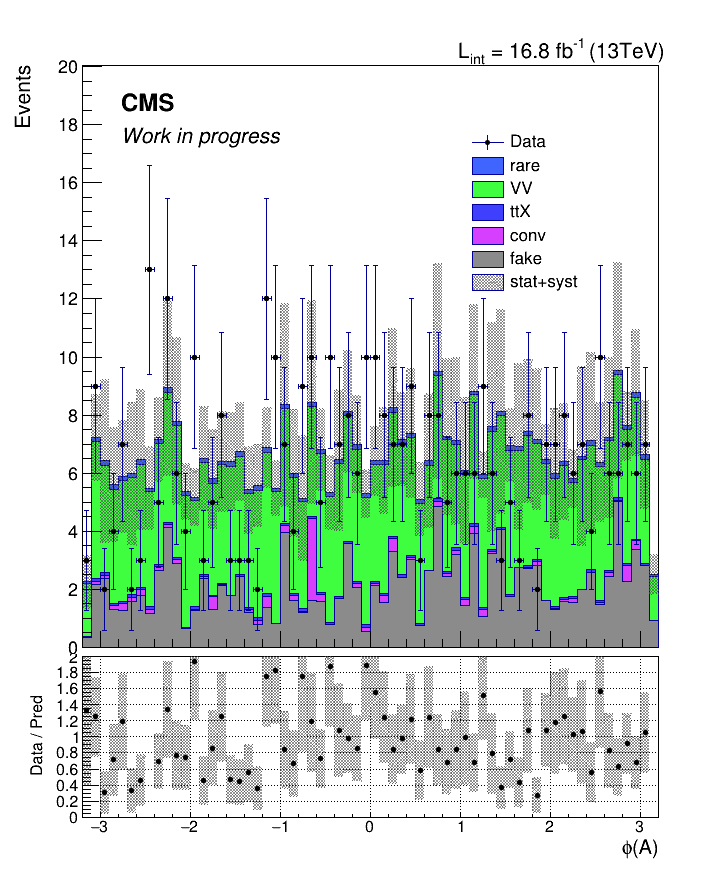 L_int = 16.8 fb^-1 (13TeV)
Events
20
18
16
14
12
10
8
6
4
2
0
CMS
Work in progress
Data
rare
VV
ttX
conv
fake
stat+syst
Data / Pred
2
1.8
1.6
1.4
1.2
1
0.8
0.6
0.4
0.2
0
−3 −2 −1 0 1 2 3
ϕ(A)